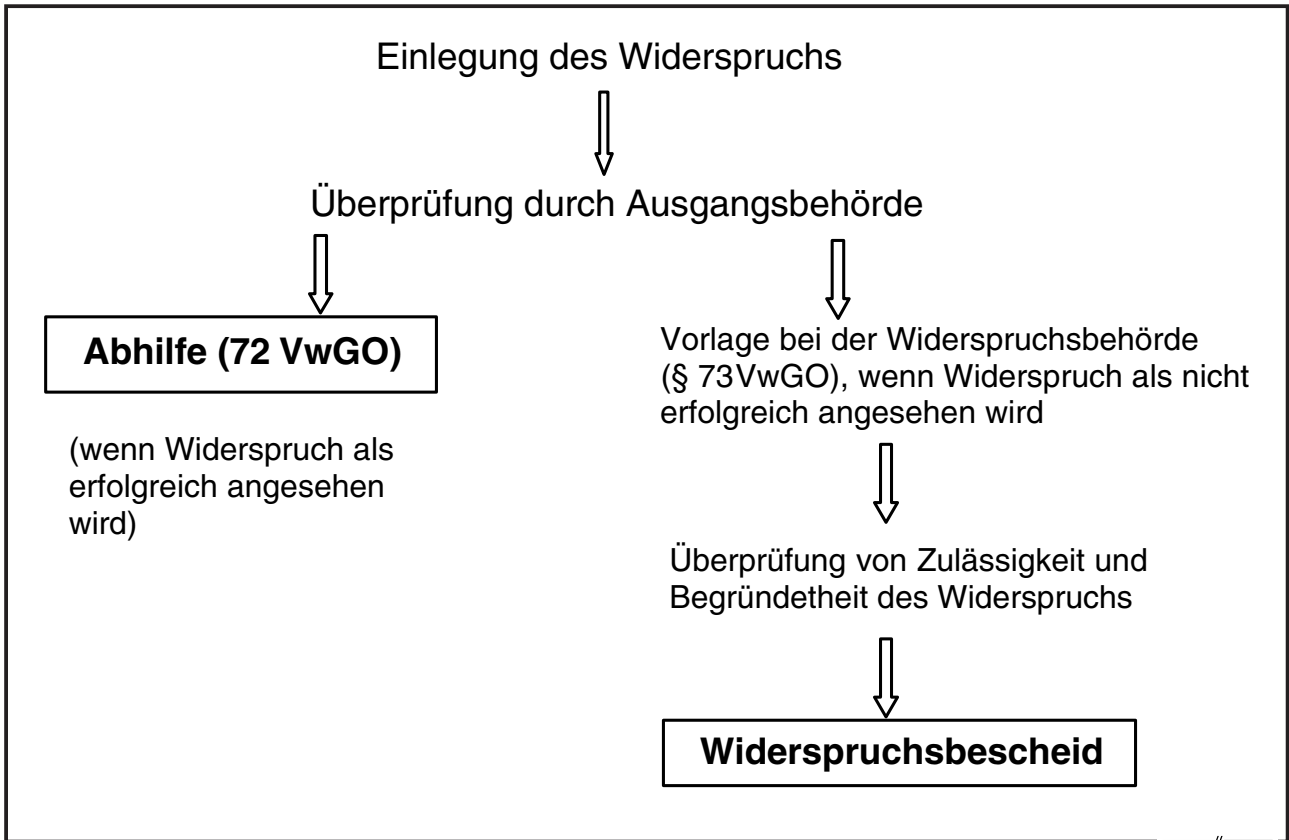 Einlegung des Widerspruchs
Überprüfung durch Ausgangsbehörde
Abhilfe (72 VwGO)
(wenn Widerspruch als
erfolgreich angesehen
wird)
Vorlage bei der Widerspruchsbehörde
(§ 73VwGO), wenn Widerspruch als nicht
erfolgreich angesehen wird
Überprüfung von Zulässigkeit und
Begründetheit des Widerspruchs
Widerspruchsbescheid